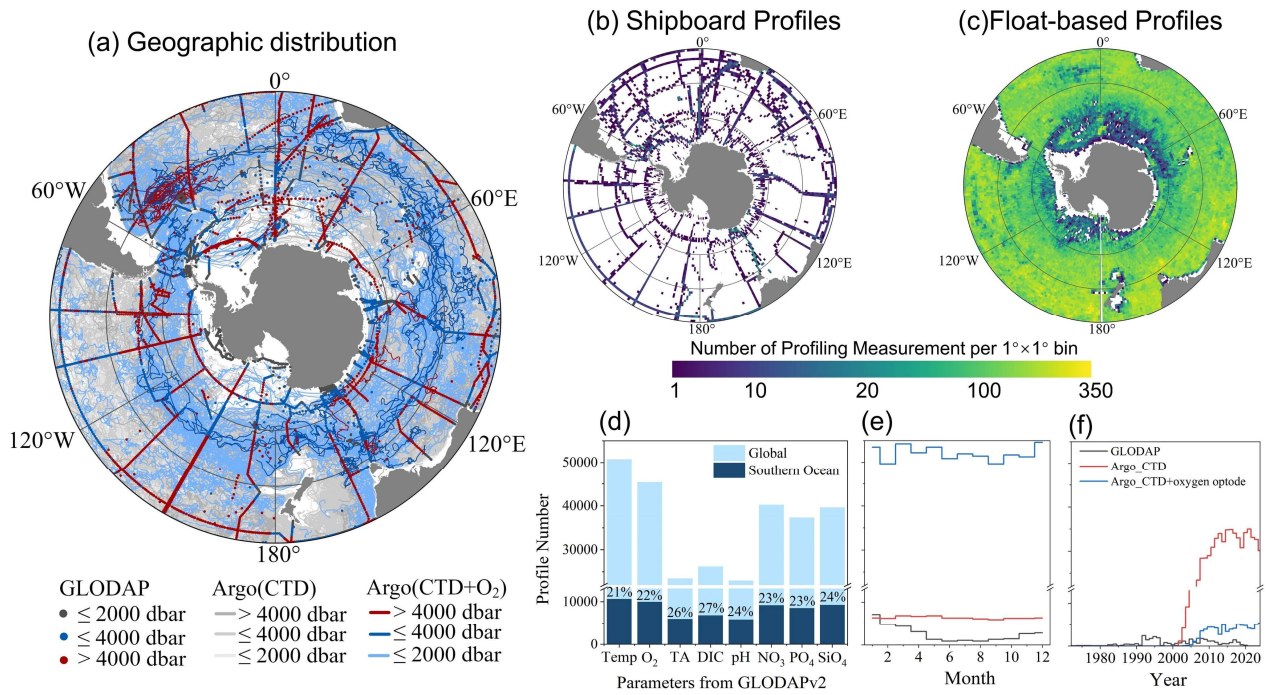 (a) Geographic distribution
0°
60°W
60°E
120°W
120°E
180°
(b) Shipboard Profiles
0°
60°W
60°E
120°W
120°E
180°
(c)Float-based Profiles
0°
60°W
60°E
120°W
120°E
180°
Number of Profiling Measurement per 1°×1° bin
1 10 20 100 350
GLODAP
≤ 2000 dbar
≤ 4000 dbar
> 4000 dbar
Argo(CTD)
> 4000 dbar
≤ 4000 dbar
≤ 2000 dbar
Argo(CTD+O₂)
> 4000 dbar
≤ 4000 dbar
≤ 2000 dbar
(d)
Global
Southern Ocean
Profile Number
50000
40000
30000
10000
0
21% 22% 26% 27% 24% 23% 23% 24%
Temp O₂ TA DIC pH NO₃ PO₄ SiO₄
Parameters from GLODAPv2
(e)
2 4 6 8 10 12
Month
(f)
GLODAP
Argo_CTD
Argo_CTD+oxygen optode
1980 1990 2000 2010 2020
Year